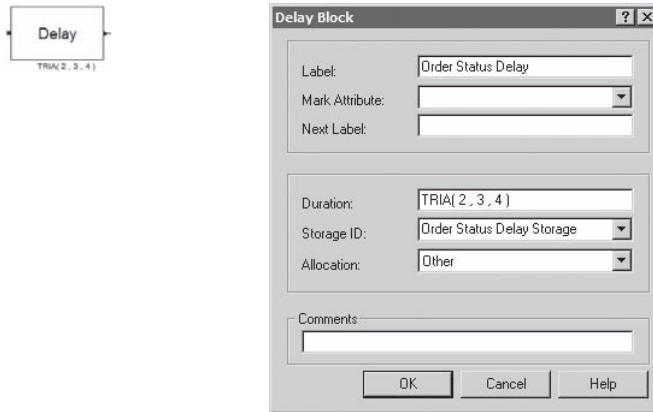 Delay
TRIA( 2 , 3 , 4 )
Delay Block
Label: Order Status Delay
Mark Attribute:
Next Label:
Duration: TRIA( 2 , 3 , 4 )
Storage ID: Order Status Delay Storage
Allocation: Other
Comments
OK Cancel Help